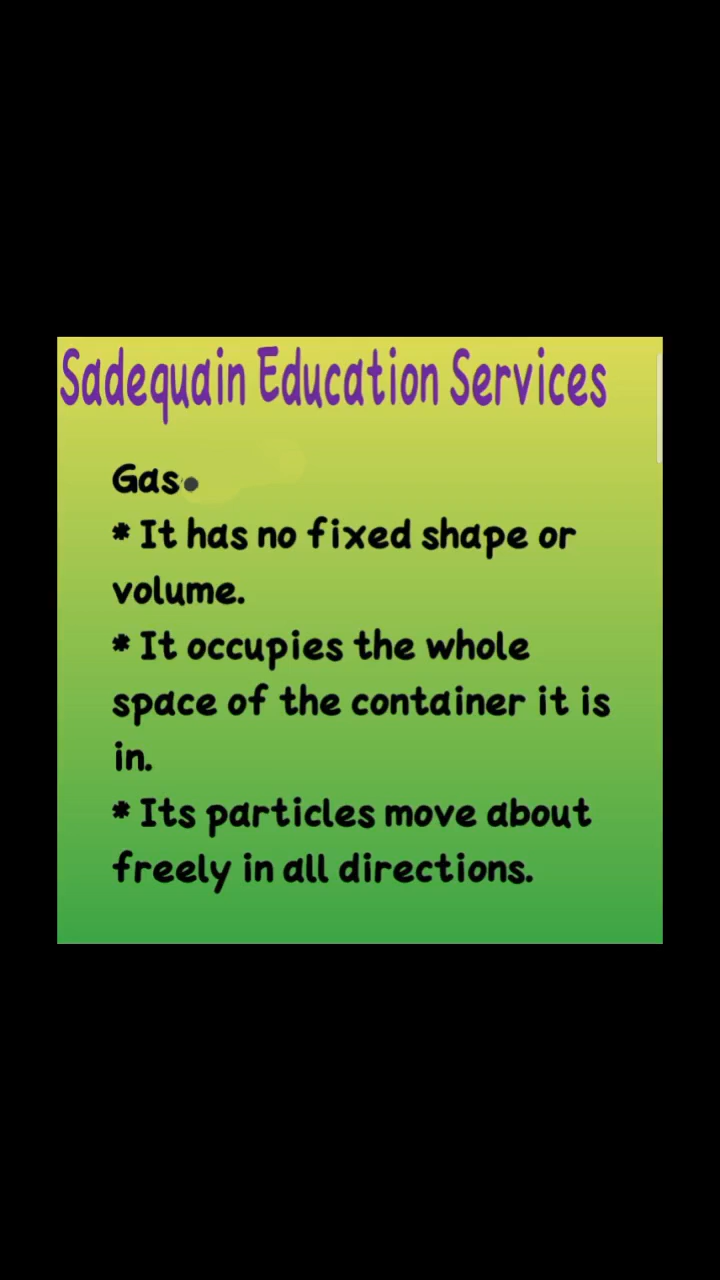 Sadequain Education Services
Gas
* It has no fixed shape or
volume.
* It occupies the whole
space of the container it is
in.
* Its particles move about
freely in all directions.